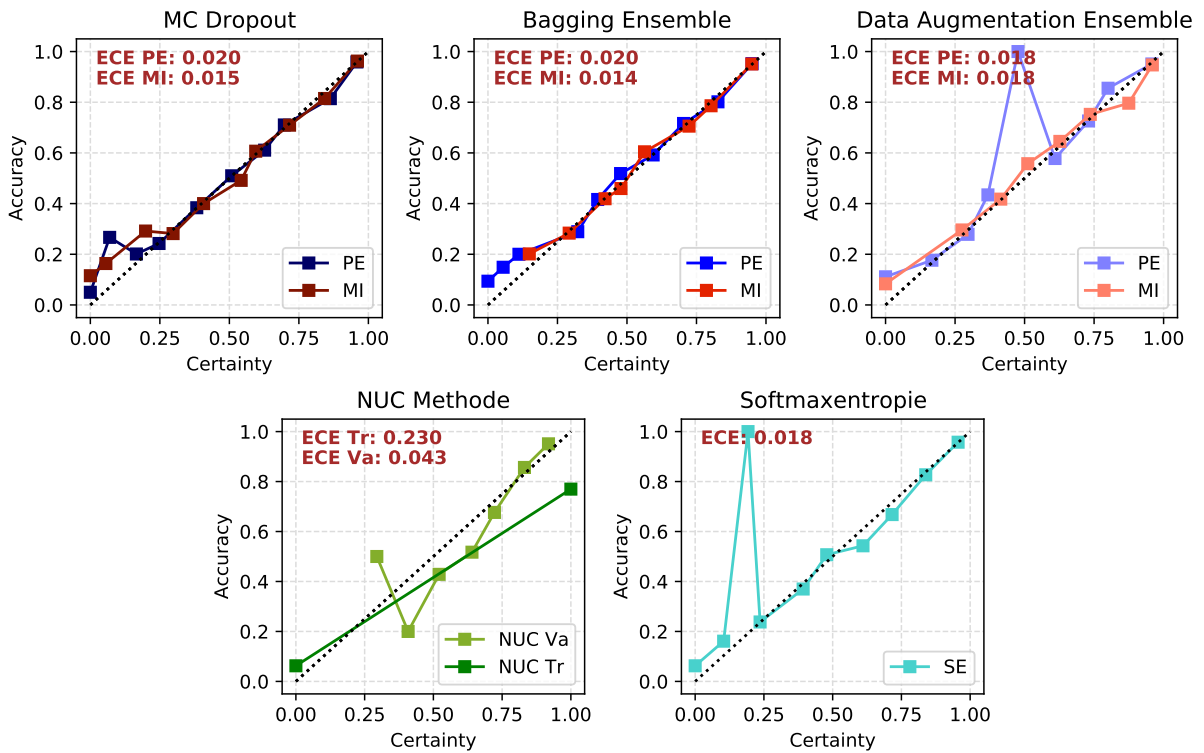 MC Dropout
ECE PE: 0.020
ECE MI: 0.015
1.0
0.8
0.6
0.4
0.2
0.0
Accuracy
PE
MI
0.00 0.25 0.50 0.75 1.00
Certainty
Bagging Ensemble
ECE PE: 0.020
ECE MI: 0.014
1.0
0.8
0.6
0.4
0.2
0.0
Accuracy
PE
MI
0.00 0.25 0.50 0.75 1.00
Certainty
Data Augmentation Ensemble
ECE PE: 0.018
ECE MI: 0.018
1.0
0.8
0.6
0.4
0.2
0.0
Accuracy
PE
MI
0.00 0.25 0.50 0.75 1.00
Certainty
NUC Methode
ECE Tr: 0.230
ECE Va: 0.043
1.0
0.8
0.6
0.4
0.2
0.0
Accuracy
NUC Va
NUC Tr
0.00 0.25 0.50 0.75 1.00
Certainty
Softmaxentropie
ECE: 0.018
1.0
0.8
0.6
0.4
0.2
0.0
Accuracy
SE
0.00 0.25 0.50 0.75 1.00
Certainty